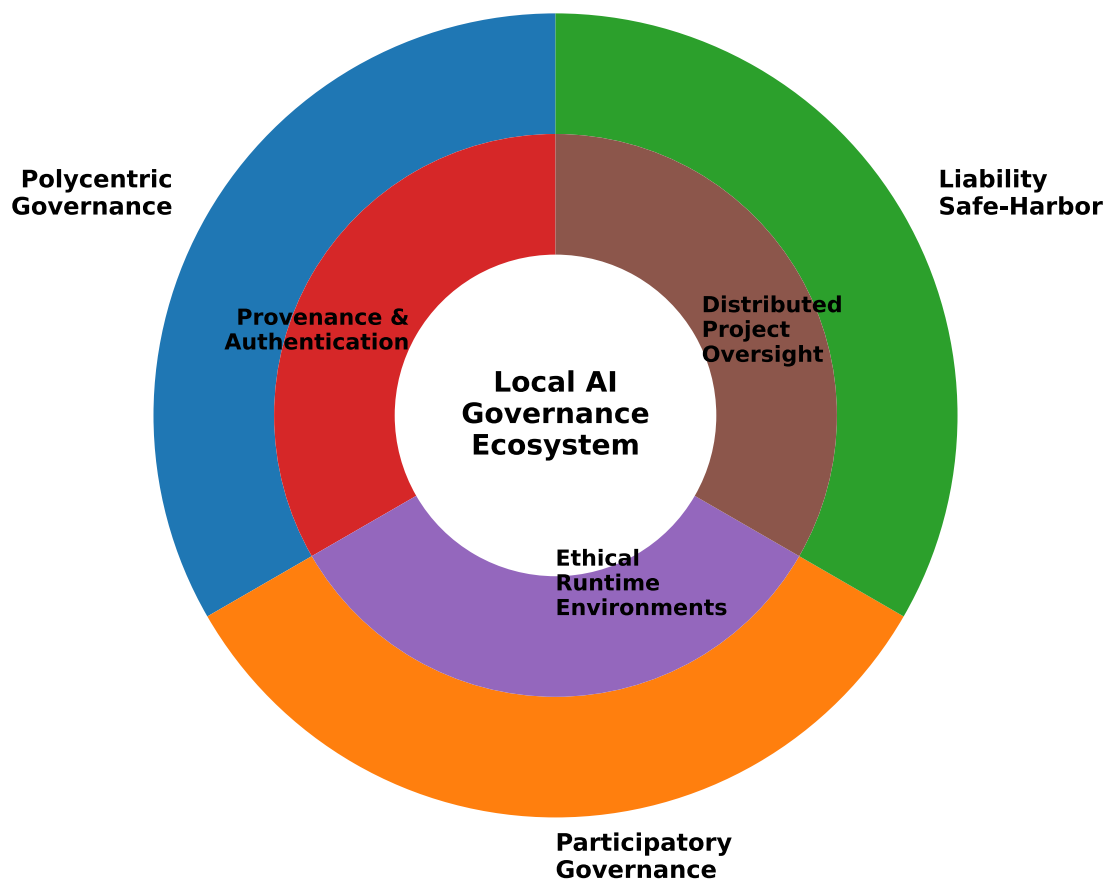 Polycentric
Governance
Liability
Safe-Harbor
Provenance &
Authentication
Distributed
Project
Oversight
Local AI
Governance
Ecosystem
Ethical
Runtime
Environments
Participatory
Governance